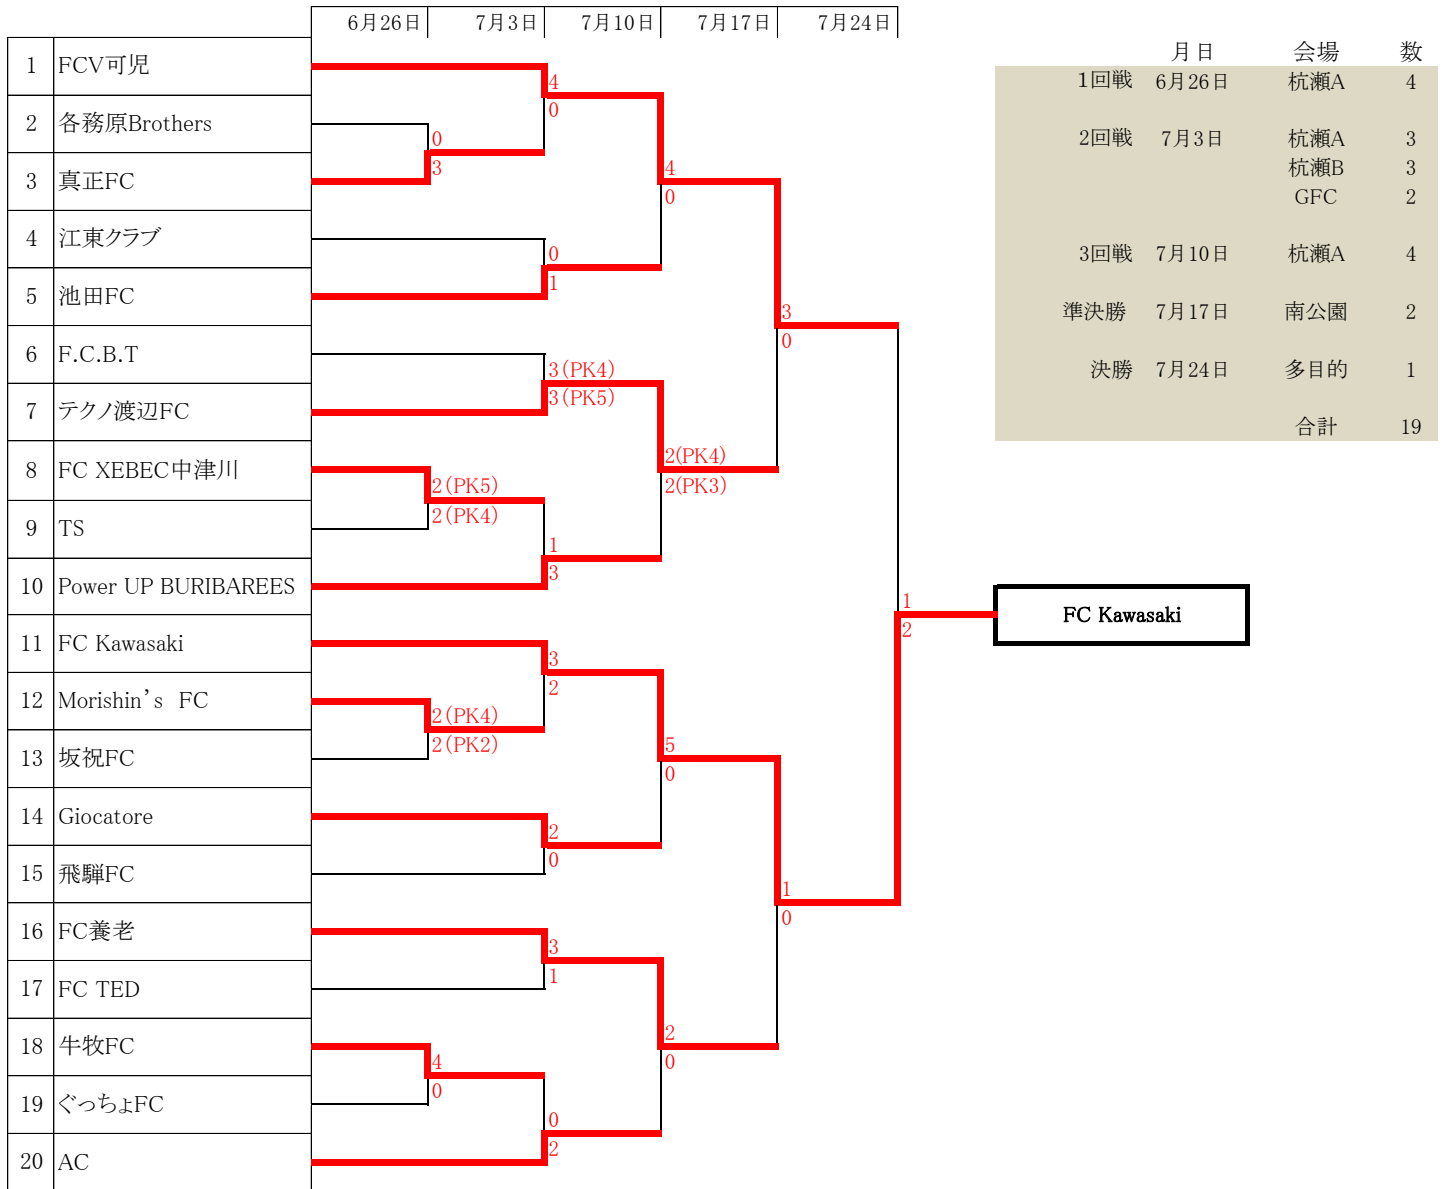 6月26日 7月3日 7月10日 7月17日 7月24日
月日 会場 数
1 FCV可児
1回戦 6月26日 杭瀬A 4
4
0
2 各務原Brothers
0
3
2回戦 7月3日 杭瀬A 3
杭瀬B 3
GFC 2
3 真正FC
4
0
4 江東クラブ
0
1
3回戦 7月10日 杭瀬A 4
5 池田FC
3
0
準決勝 7月17日 南公園 2
6 F.C.B.T
3(PK4)
3(PK5)
決勝 7月24日 多目的 1
7 テクノ渡辺FC
合計 19
8 FC XEBEC中津川
2(PK4)
2(PK3)
2(PK5)
2(PK4)
9 TS
1
3
10 Power UP BURIBAREES
1
2
FC Kawasaki
11 FC Kawasaki
3
2
12 Morishin's FC
2(PK4)
2(PK2)
13 坂祝FC
5
0
14 Giocatore
2
0
15 飛騨FC
1
0
16 FC養老
3
1
17 FC TED
18 牛牧FC
2
0
4
0
19 ぐっちょFC
0
2
20 AC